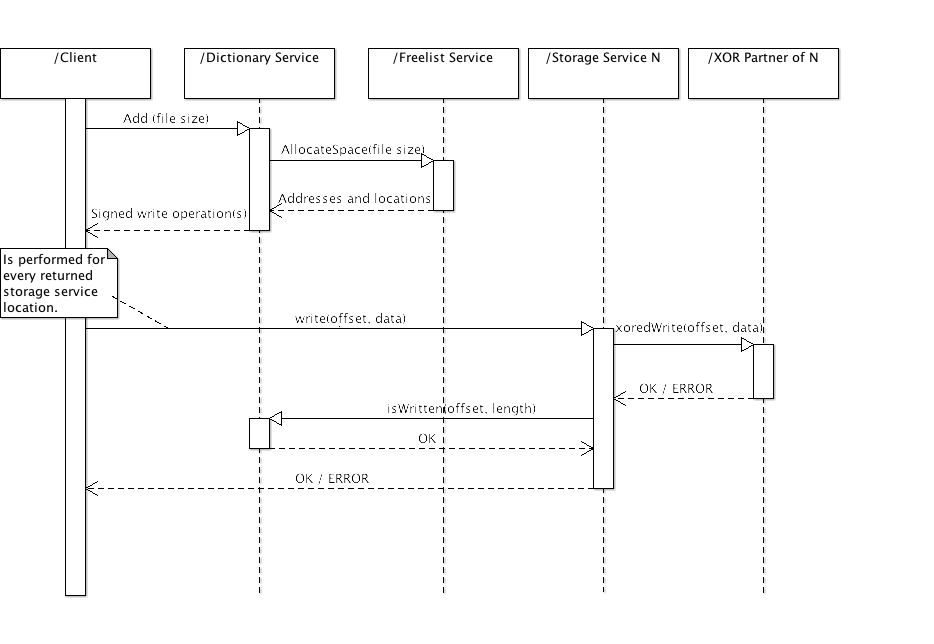 /Client
/Dictionary Service
/Freelist Service
/Storage Service N
/XOR Partner of N
Add (file size)
AllocateSpace(file size)
Addresses and locations
Signed write operation(s)
Is performed for
every returned
storage service
location.
write(offset, data)
xoredWrite(offset, data)
OK / ERROR
isWritten(offset, length)
OK
OK / ERROR